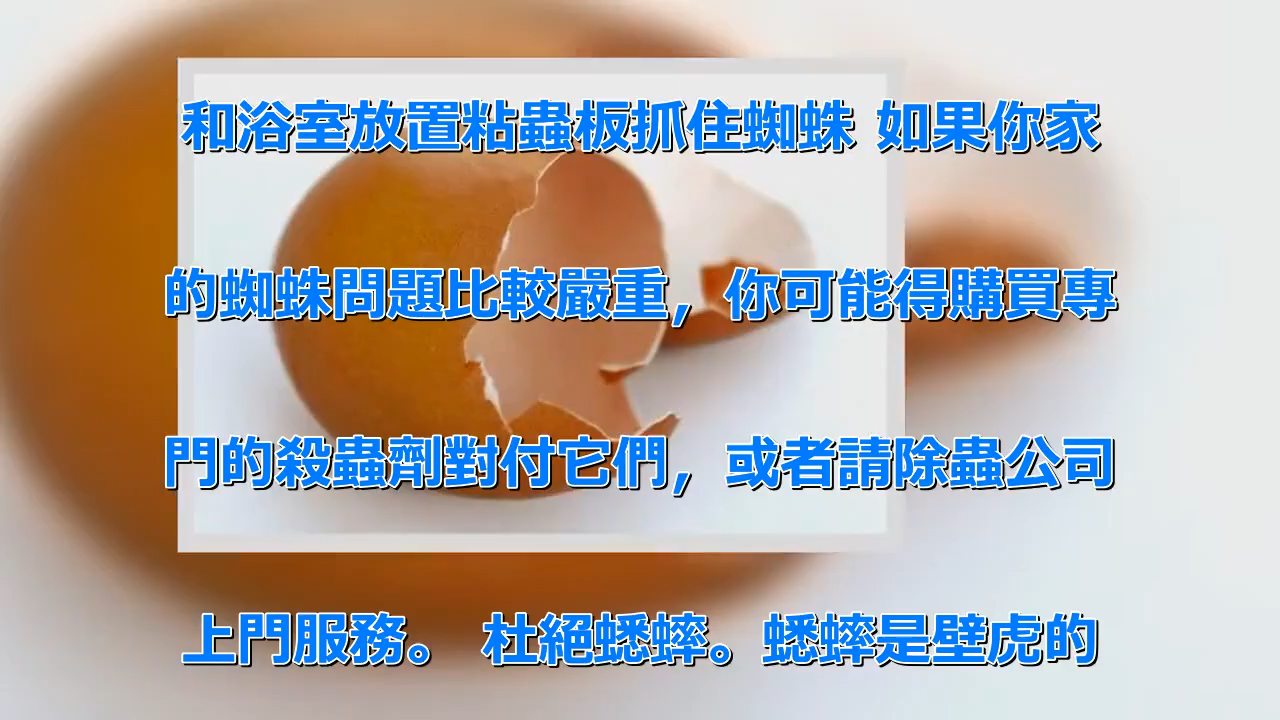 和浴室放置粘蟲板抓住蜘蛛 如果你家
的蜘蛛問題比較嚴重，你可能得購買專
門的殺蟲劑對付它們，或者請除蟲公司
上門服務。 杜絕蟋蟀。蟋蟀是壁虎的